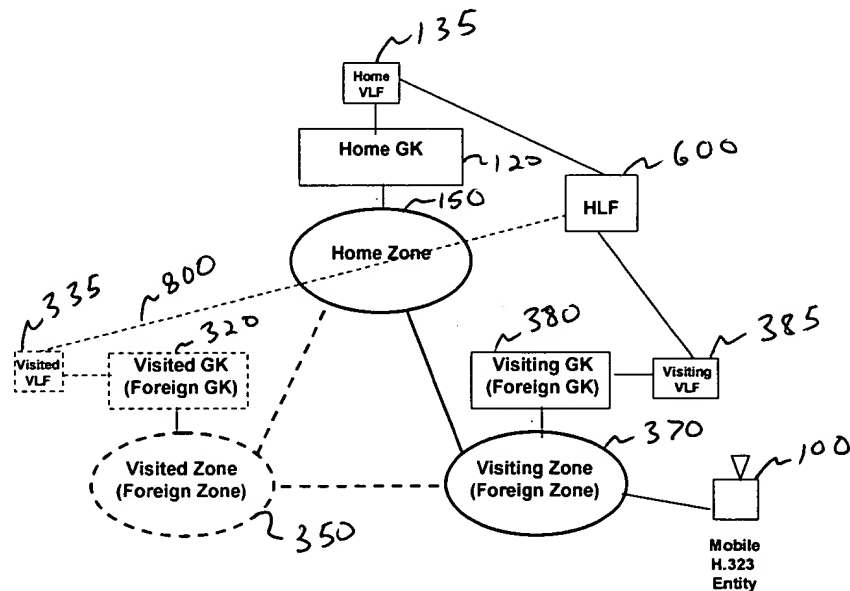 135
Home
VLF
Home GK
120
600
HLF
150
Home Zone
335
800
320
380
385
Visited
VLF
Visited GK
(Foreign GK)
Visiting GK
(Foreign GK)
Visiting
VLF
370
100
Visited Zone
(Foreign Zone)
Visiting Zone
(Foreign Zone)
350
Mobile
H.323
Entity